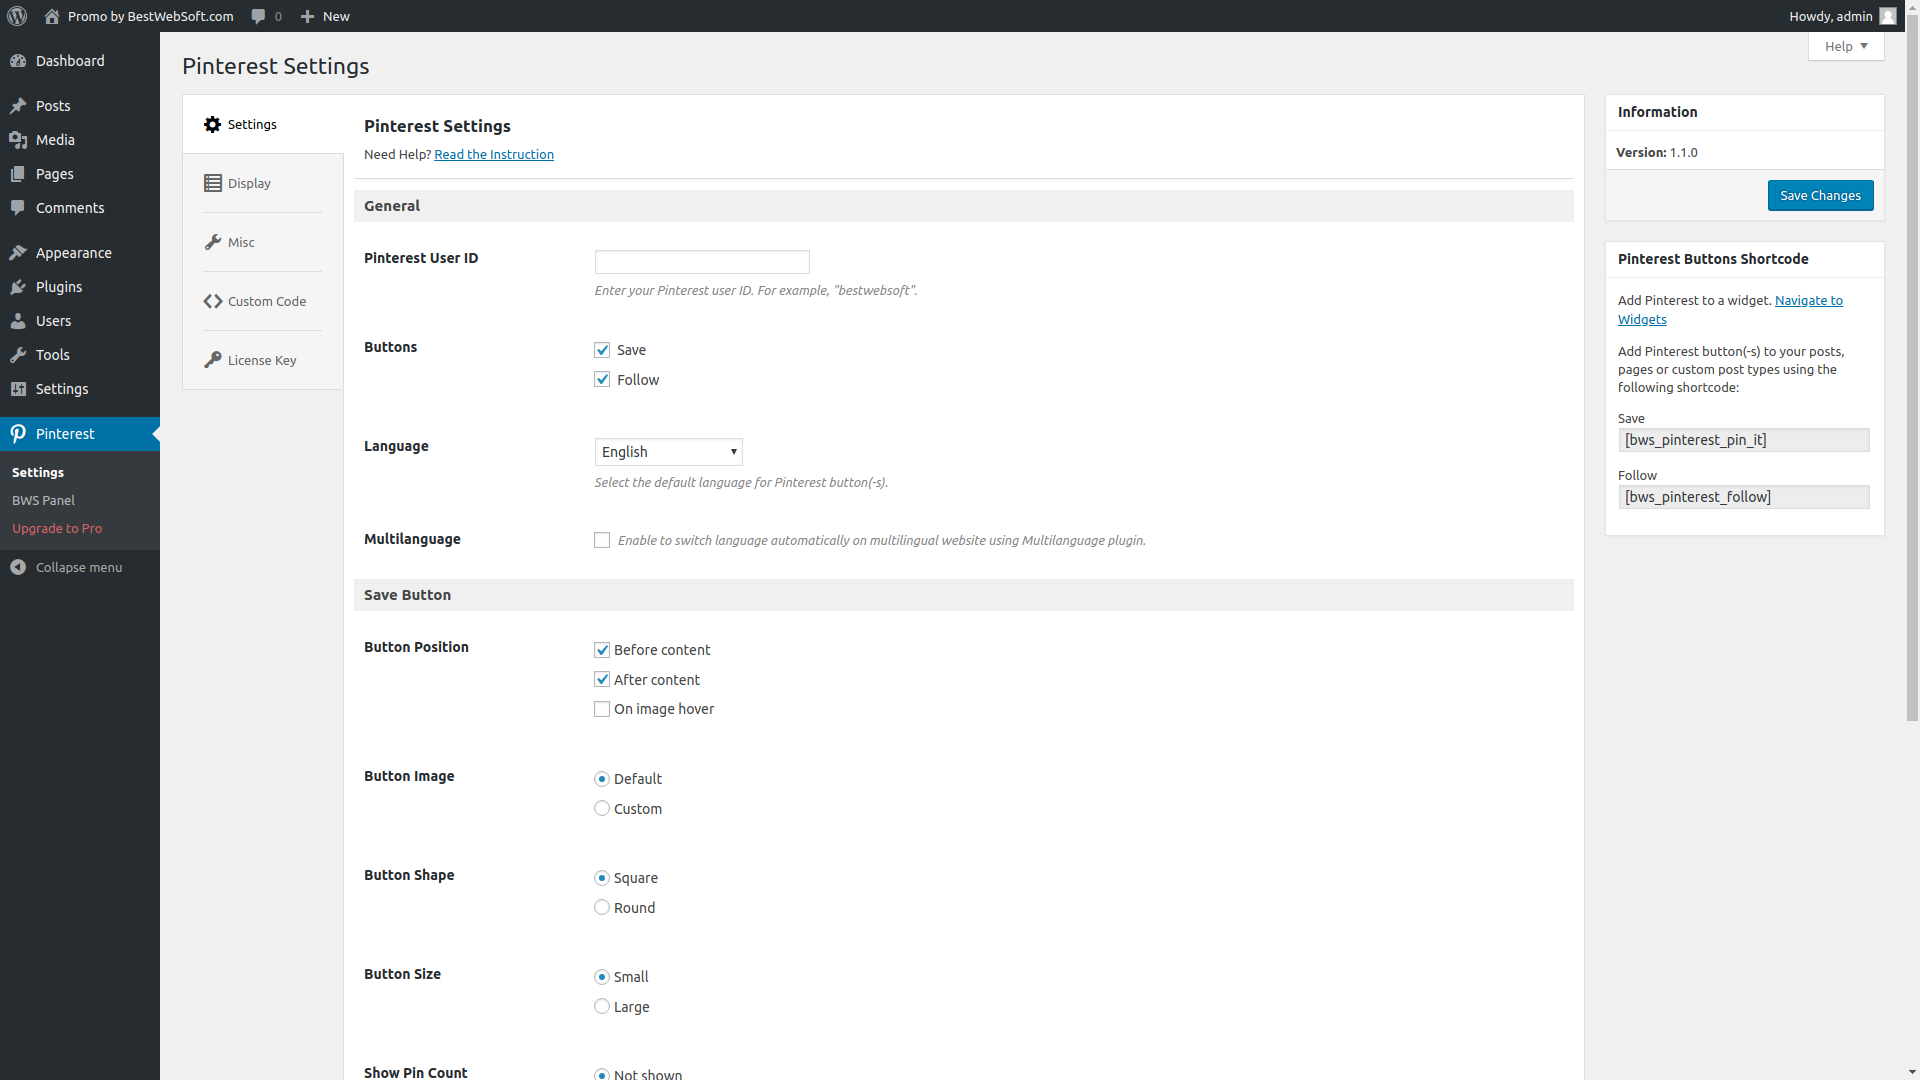 Promo by BestWebSoft.com 0 New Howdy, admin
Help
Dashboard
Posts
Media
Pages
Comments
Appearance
Plugins
Users
Tools
Settings
Pinterest
Settings
BWS Panel
Upgrade to Pro
Collapse menu
Pinterest Settings
Settings
Display
Misc
Custom Code
License Key
Pinterest Settings
Need Help? Read the Instruction
General
Pinterest User ID
Enter your Pinterest user ID. For example, "bestwebsoft".
Buttons
Save
Follow
Language
English
Select the default language for Pinterest button(-s).
Multilanguage
Enable to switch language automatically on multilingual website using Multilanguage plugin.
Save Button
Button Position
Before content
After content
On image hover
Button Image
Default
Custom
Button Shape
Square
Round
Button Size
Small
Large
Show Pin Count
Not shown
Information
Version: 1.1.0
Save Changes
Pinterest Buttons Shortcode
Add Pinterest to a widget. Navigate to
Widgets
Add Pinterest button(-s) to your posts,
pages or custom post types using the
following shortcode:
Save
[bws_pinterest_pin_it]
Follow
[bws_pinterest_follow]